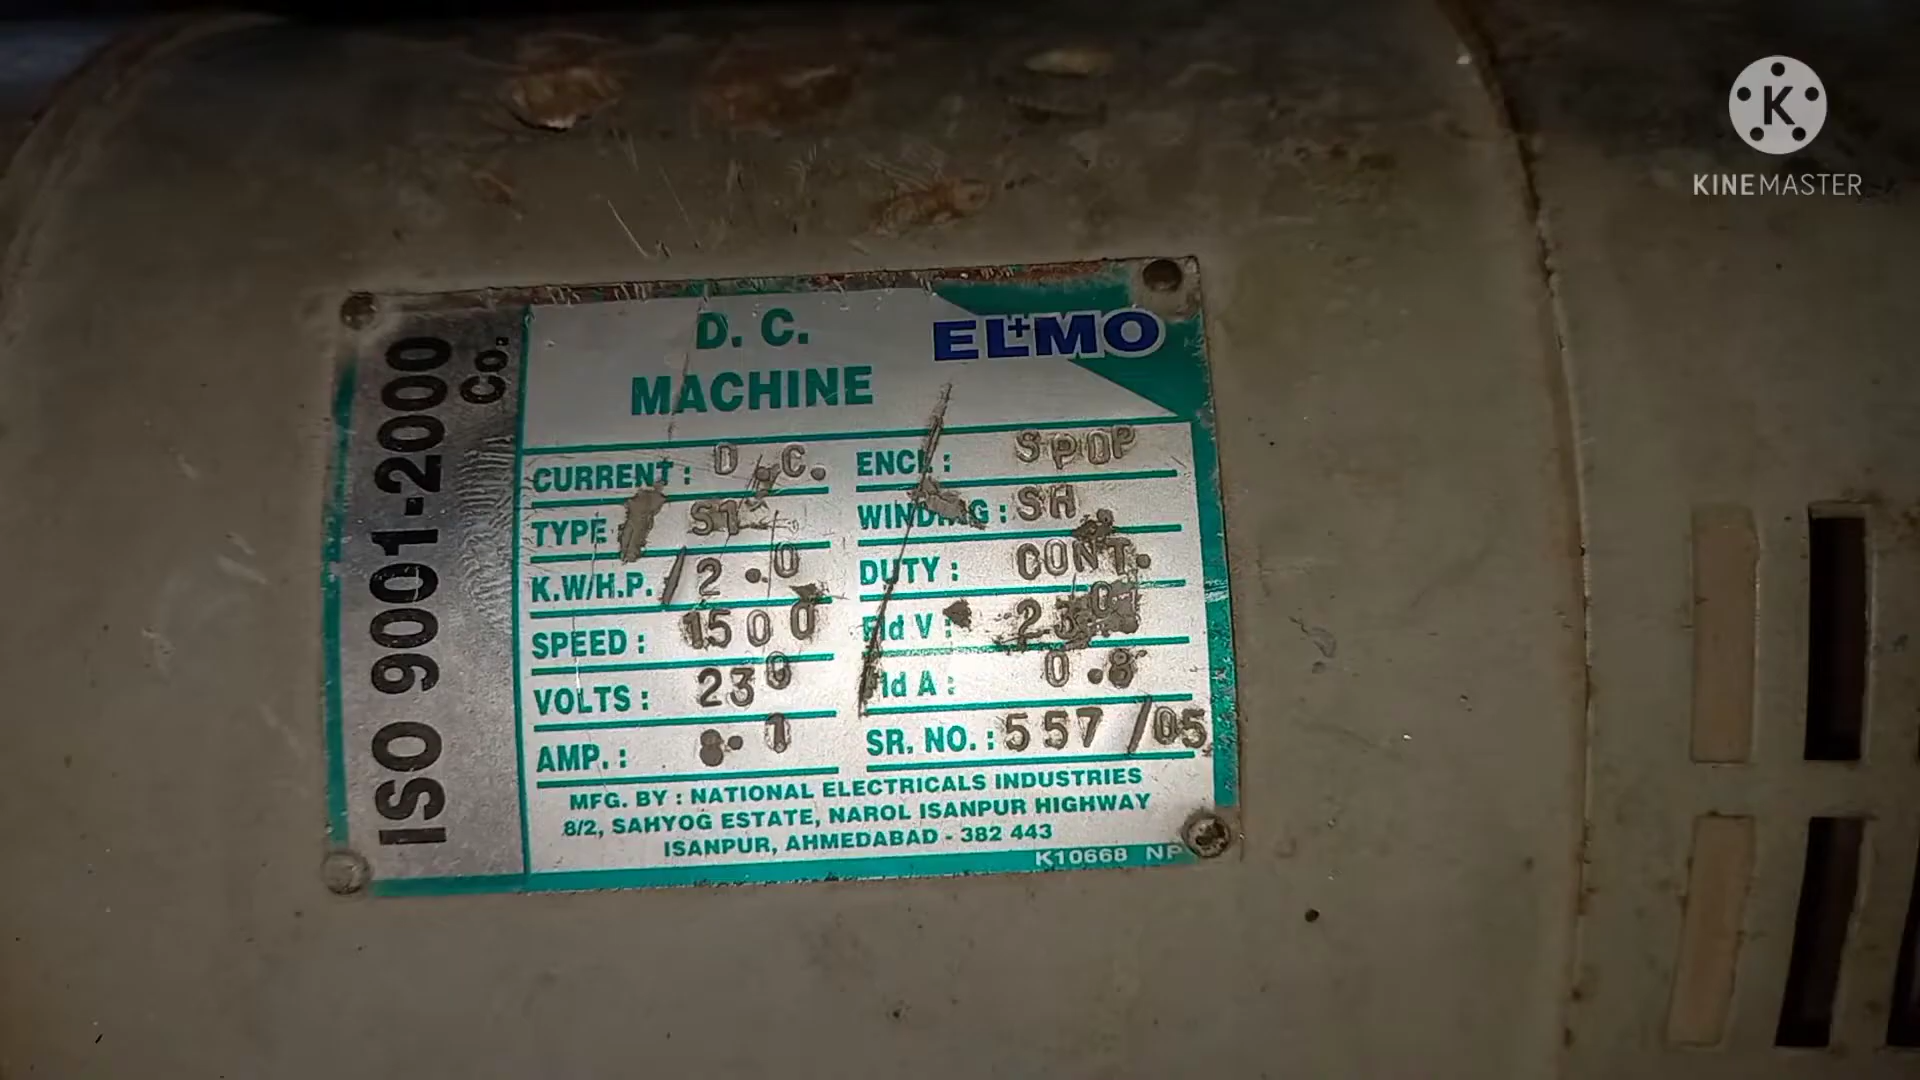 KINEMASTER
ISO 9001-2000 Co.
D. C. MACHINE
ELMO
CURRENT : D.C.
TYPE S1
K.W/H.P. / 2.0
SPEED : 1500
VOLTS : 230
AMP. : 8.1
ENCL : SPDP
WINDING : SH
DUTY : CONT.
Fld V : 230
Fld A : 0.8
SR. NO. : 557/05
MFG. BY : NATIONAL ELECTRICALS INDUSTRIES
8/2, SAHYOG ESTATE, NAROL ISANPUR HIGHWAY
ISANPUR, AHMEDABAD - 382 443
K10668 NP